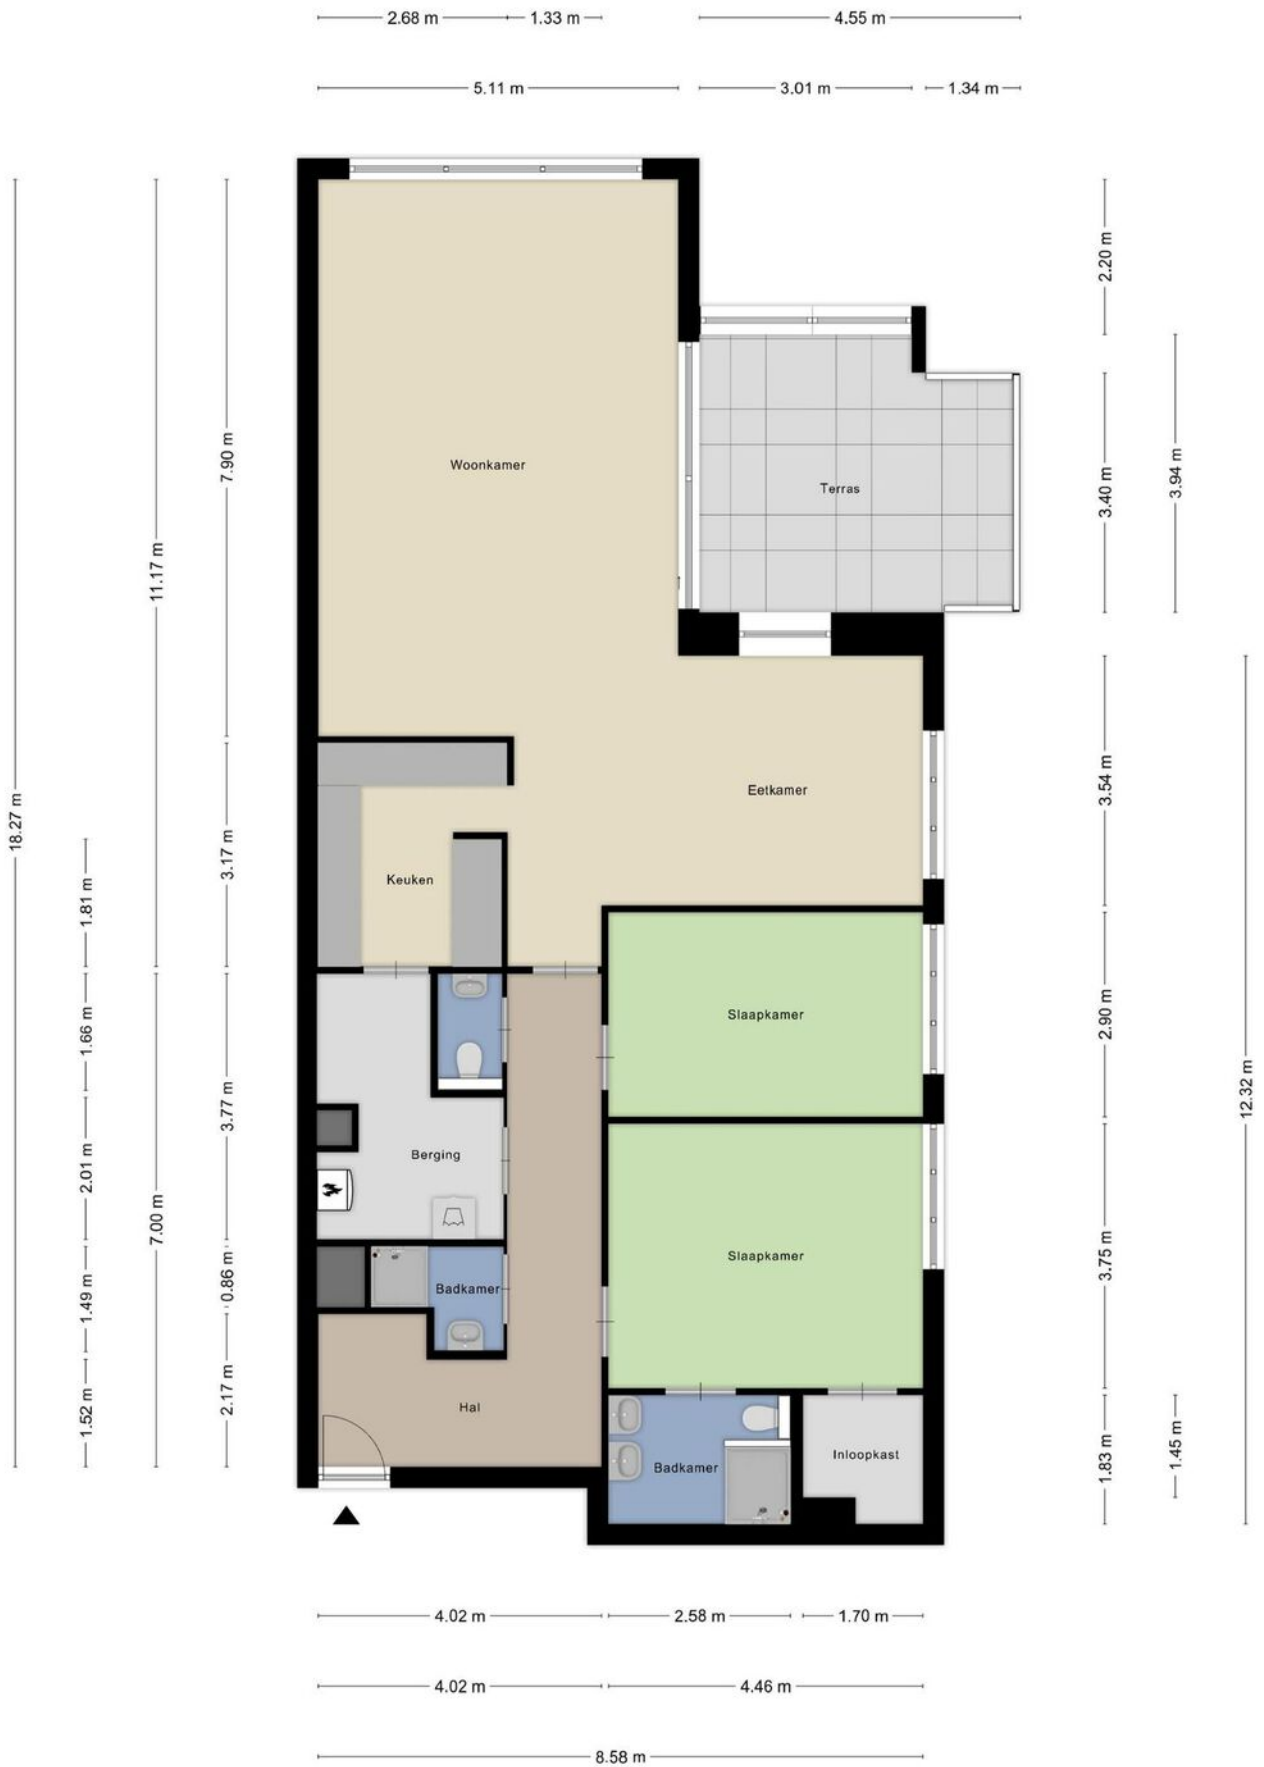 2.68 m
1.33 m
4.55 m
5.11 m
3.01 m
1.34 m
2.20 m
7.90 m
Woonkamer
Terras
3.40 m
3.94 m
11.17 m
18.27 m
Eetkamer
3.54 m
3.17 m
Keuken
1.81 m
Slaapkamer
2.90 m
1.66 m
12.32 m
3.77 m
Berging
2.01 m
7.00 m
Slaapkamer
3.75 m
0.86 m
Badkamer
1.49 m
2.17 m
Hal
1.52 m
Badkamer
Inloopkast
1.83 m
1.45 m
4.02 m
2.58 m
1.70 m
4.02 m
4.46 m
8.58 m